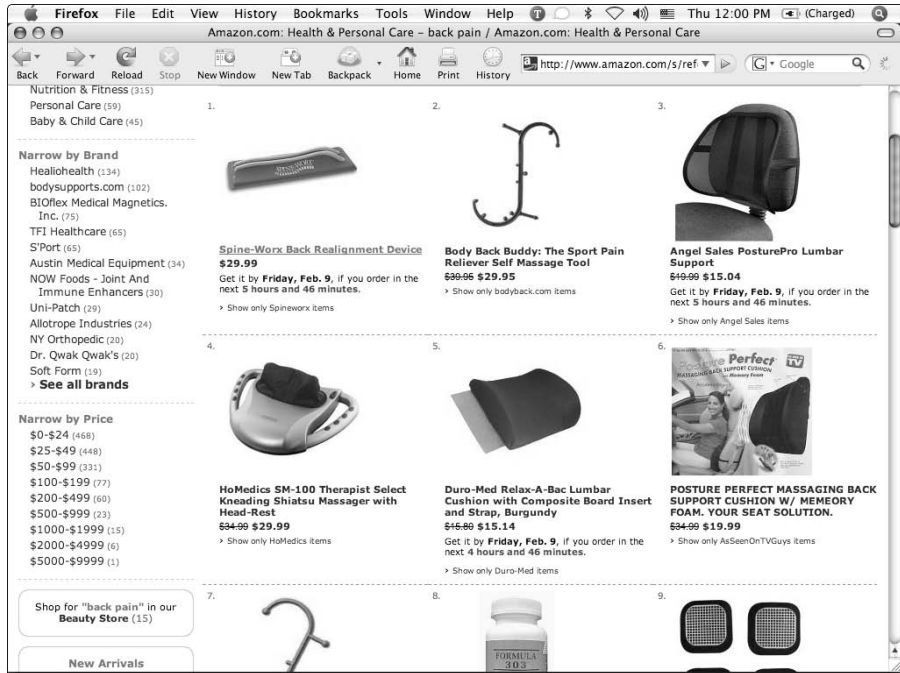 Firefox File Edit View History Bookmarks Tools Window Help T Thu 12:00 PM (Charged)
Amazon.com: Health & Personal Care – back pain / Amazon.com: Health & Personal Care
Back Forward Reload Stop New Window New Tab Backpack Home Print History http://www.amazon.com/s/ref G Google
Nutrition & Fitness (315)
Personal Care (59)
Baby & Child Care (45)
Narrow by Brand
Healiohealth (134)
bodysupports.com (102)
BIOflex Medical Magnetics.
Inc. (75)
TFI Healthcare (65)
S'Port (65)
Austin Medical Equipment (34)
NOW Foods - Joint And
Immune Enhancers (30)
Uni-Patch (29)
Allotrope Industries (24)
NY Orthopedic (20)
Dr. Qwak Qwak's (20)
Soft Form (19)
› See all brands
Narrow by Price
$0-$24 (468)
$25-$49 (448)
$50-$99 (331)
$100-$199 (77)
$200-$499 (60)
$500-$999 (23)
$1000-$1999 (15)
$2000-$4999 (6)
$5000-$9999 (1)
Shop for "back pain" in our
Beauty Store (15)
New Arrivals
1.
Spine-Worx Back Realignment Device
$29.99
Get it by Friday, Feb. 9, if you order in the
next 5 hours and 46 minutes.
› Show only Spineworx items
2.
Body Back Buddy: The Sport Pain
Reliever Self Massage Tool
$39.95 $29.95
› Show only bodyback.com items
3.
Angel Sales PosturePro Lumbar
Support
$19.99 $15.04
Get it by Friday, Feb. 9, if you order in the
next 5 hours and 46 minutes.
› Show only Angel Sales items
4.
HoMedics SM-100 Therapist Select
Kneading Shiatsu Massager with
Head-Rest
$34.99 $29.99
› Show only HoMedics items
5.
Duro-Med Relax-A-Bac Lumbar
Cushion with Composite Board Insert
and Strap, Burgundy
$15.80 $15.14
Get it by Friday, Feb. 9, if you order in the
next 4 hours and 46 minutes.
› Show only Duro-Med items
6.
Posture Perfect
MASSAGING BACK SUPPORT CUSHION
Memory Foam
TV
POSTURE PERFECT MASSAGING BACK
SUPPORT CUSHION W/ MEMEORY
FOAM. YOUR SEAT SOLUTION.
$34.99 $19.99
› Show only AsSeenOnTVGuys items
7.
8.
FORMULA
303
9.